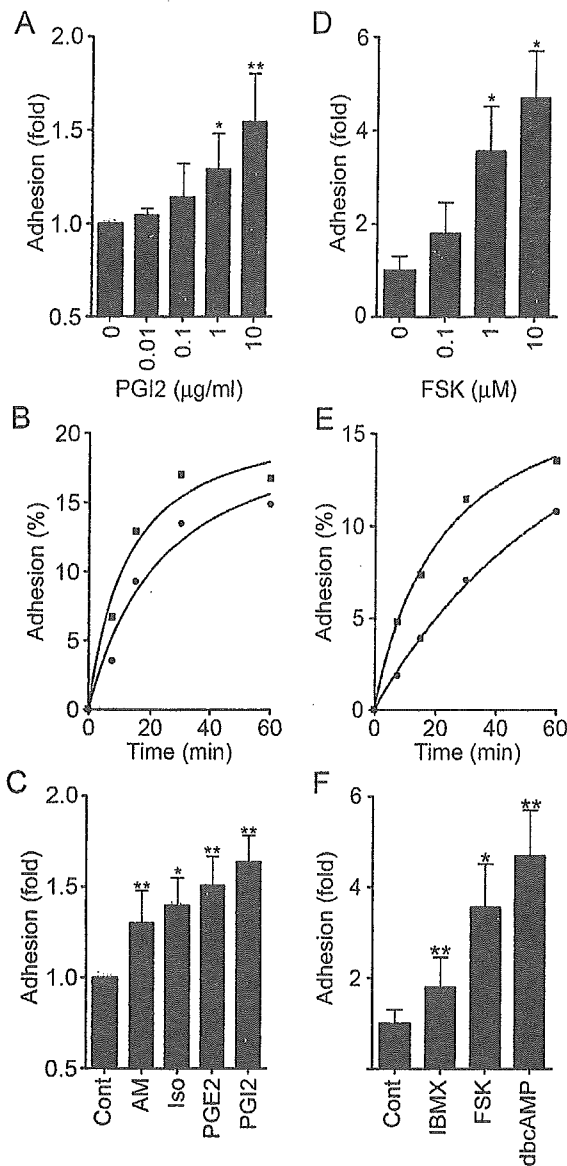 A
2.0
1.5
1.0
0.5
Adhesion (fold)
*
**
0
0.01
0.1
1
10
PGI2 (µg/ml)
D
6
4
2
0
Adhesion (fold)
*
*
0
0.1
1
10
FSK (µM)
B
20
15
10
5
0
Adhesion (%)
0
20
40
60
Time (min)
E
15
10
5
0
Adhesion (%)
0
20
40
60
Time (min)
C
2.0
1.5
1.0
0.5
Adhesion (fold)
**
*
**
**
Cont
AM
Iso
PGE2
PGI2
F
6
4
2
Adhesion (fold)
**
*
**
Cont
IBMX
FSK
dbcAMP